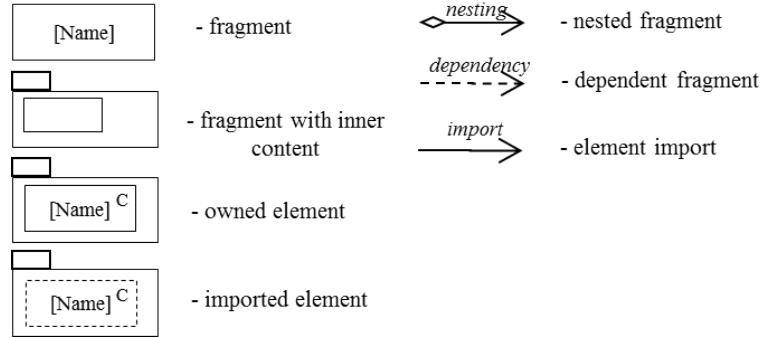 [Name]
- fragment
- fragment with inner
content
[Name] C
- owned element
[Name] C
- imported element
nesting
- nested fragment
dependency
- dependent fragment
import
- element import